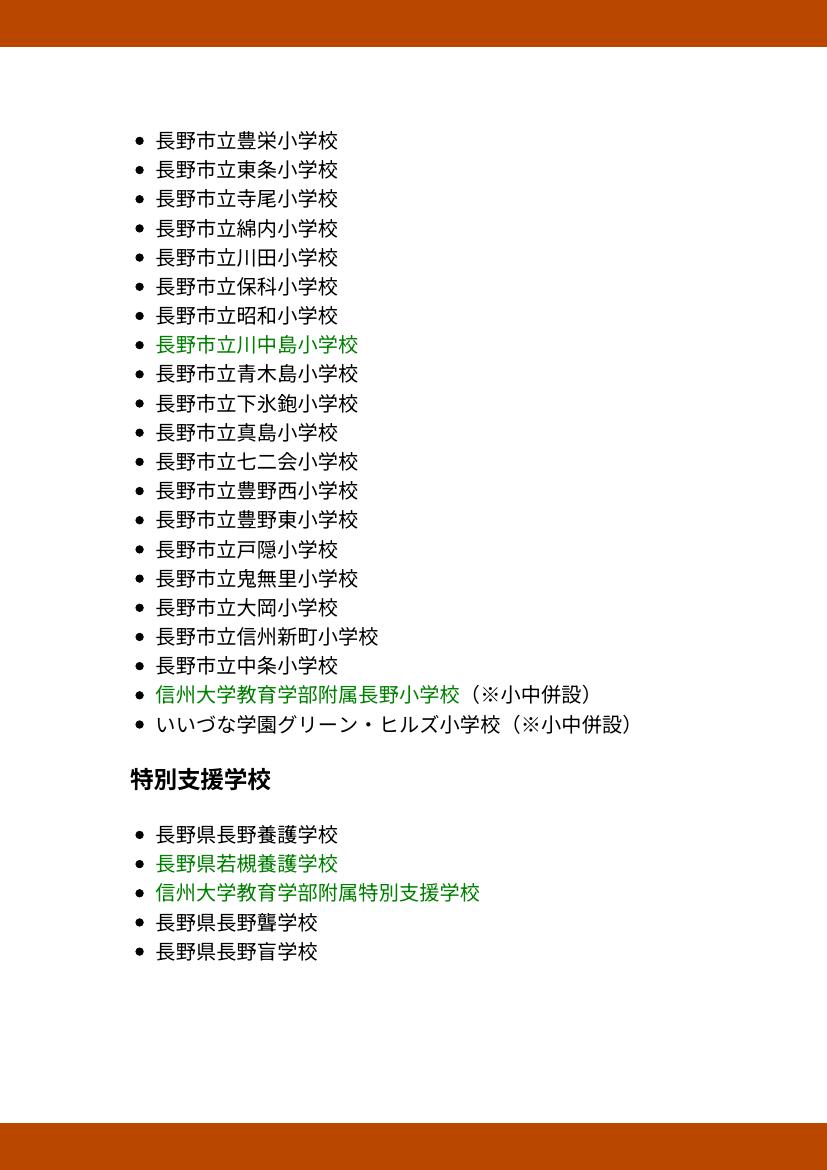 長野市立豊栄小学校
長野市立東条小学校
長野市立寺尾小学校
長野市立綿内小学校
長野市立川田小学校
長野市立保科小学校
長野市立昭和小学校
長野市立川中島小学校
長野市立青木島小学校
長野市立下氷鉋小学校
長野市立真島小学校
長野市立七二会小学校
長野市立豊野西小学校
長野市立豊野東小学校
長野市立戸隠小学校
長野市立鬼無里小学校
長野市立大岡小学校
長野市立信州新町小学校
長野市立中条小学校
信州大学教育学部附属長野小学校（※小中併設）
いいづな学園グリーン・ヒルズ小学校（※小中併設）
特別支援学校
長野県長野養護学校
長野県若槻養護学校
信州大学教育学部附属特別支援学校
長野県長野聾学校
長野県長野盲学校